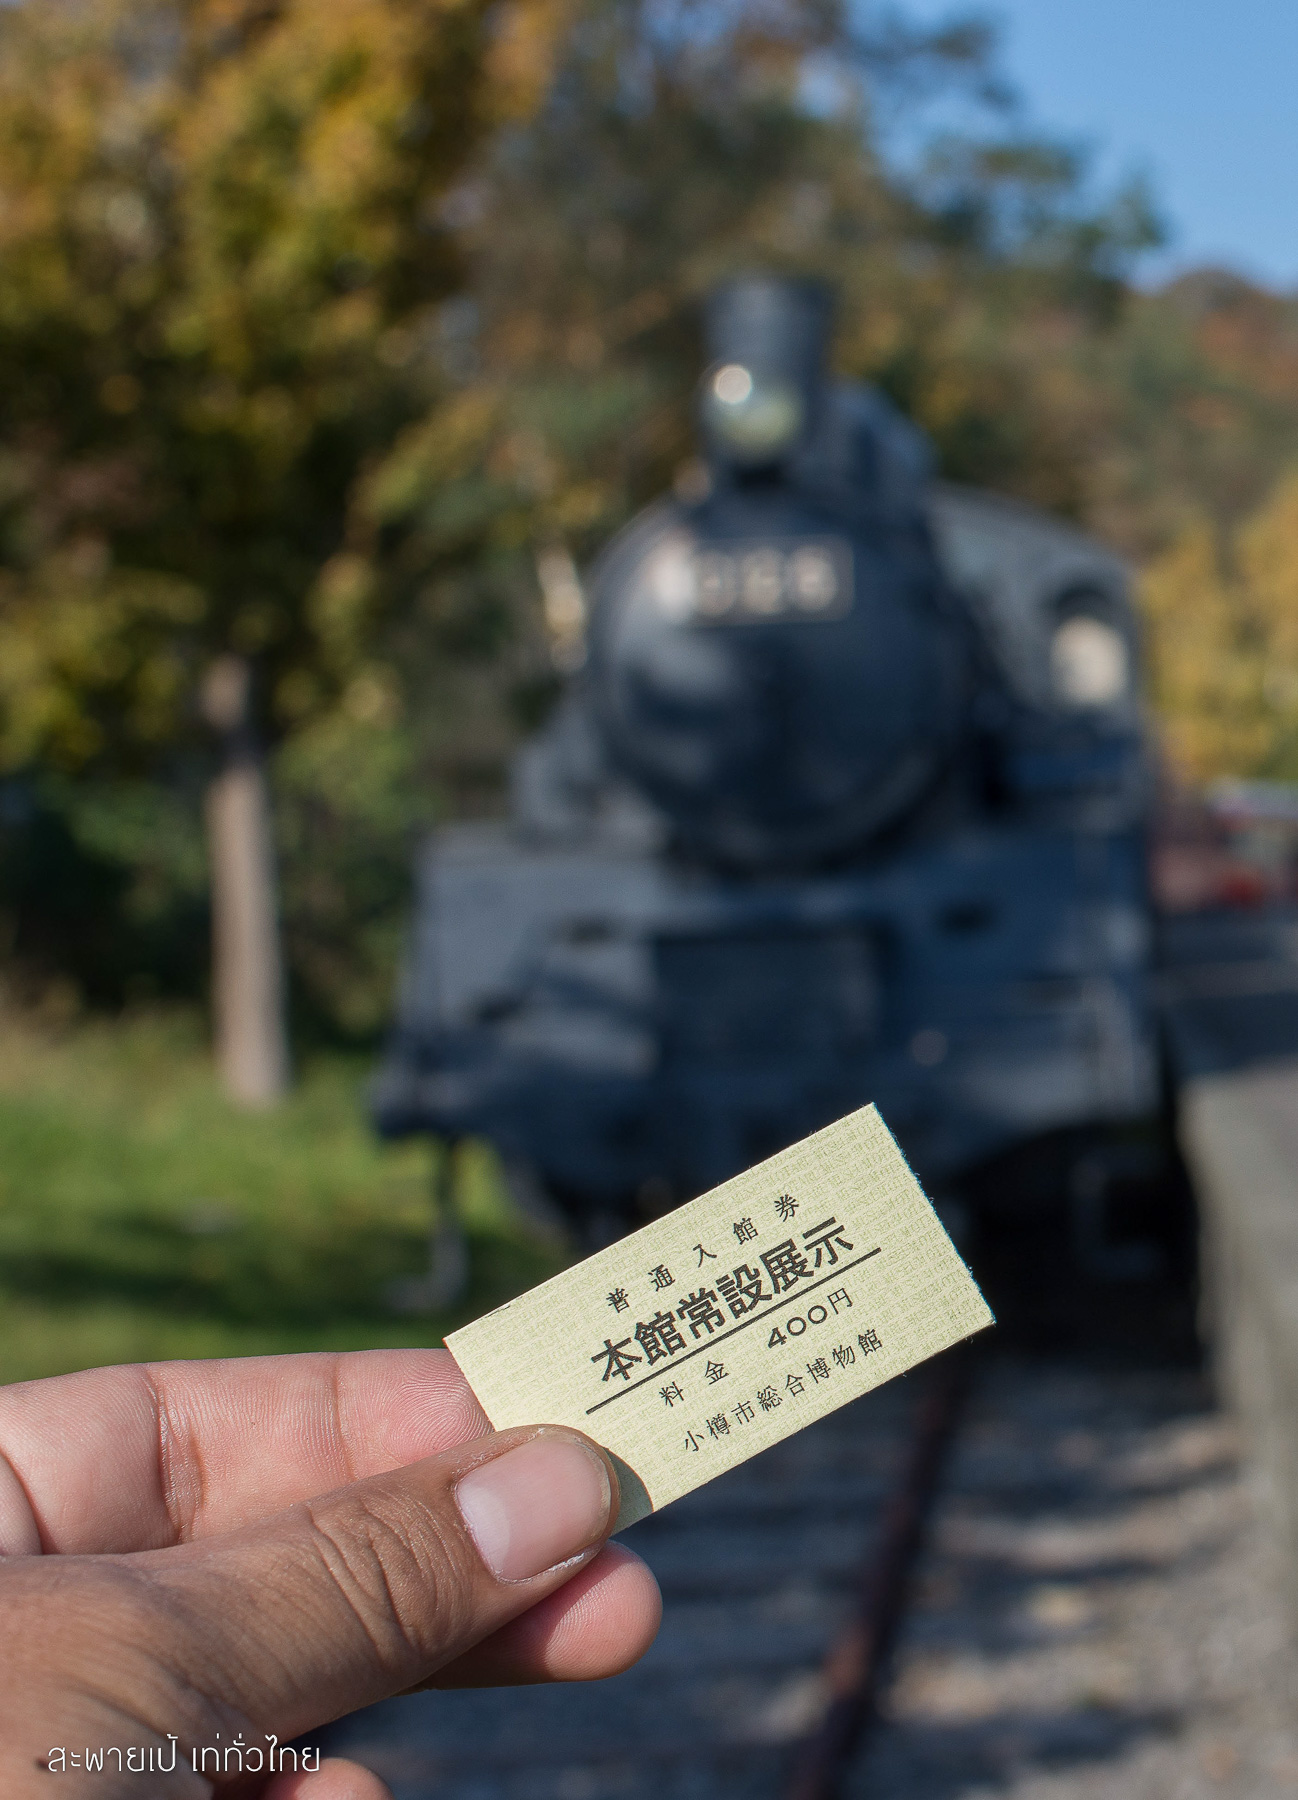 普通入館券
本館常設展示
料金 400円
小樽市総合博物館
สะพายเป้ เท่ทั่วไทย